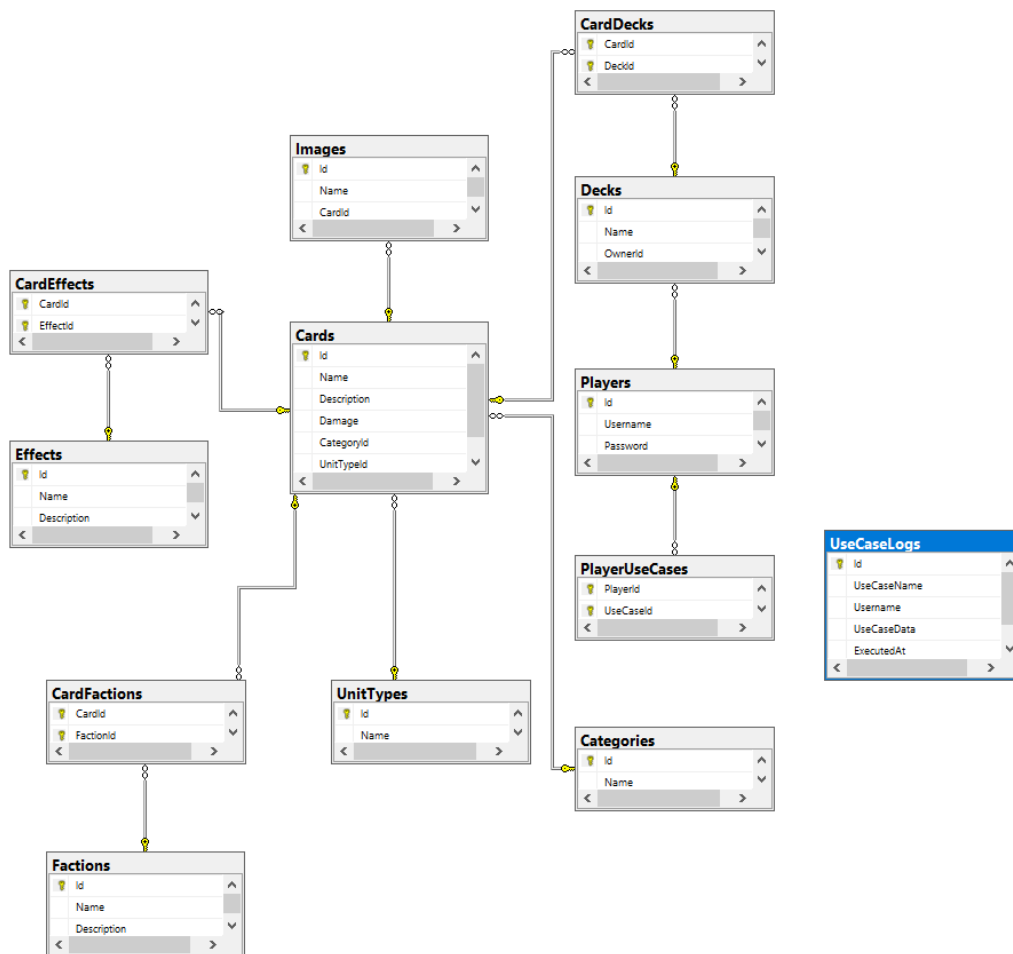 CardDecks
CardId
DeckId
Images
Id
Name
CardId
Decks
Id
Name
OwnerId
CardEffects
CardId
EffectId
Cards
Id
Name
Description
Damage
CategoryId
UnitTypeId
Players
Id
Username
Password
Effects
Id
Name
Description
UseCaseLogs
Id
UseCaseName
Username
UseCaseData
ExecutedAt
PlayerUseCases
PlayerId
UseCaseId
CardFactions
CardId
FactionId
UnitTypes
Id
Name
Categories
Id
Name
Factions
Id
Name
Description